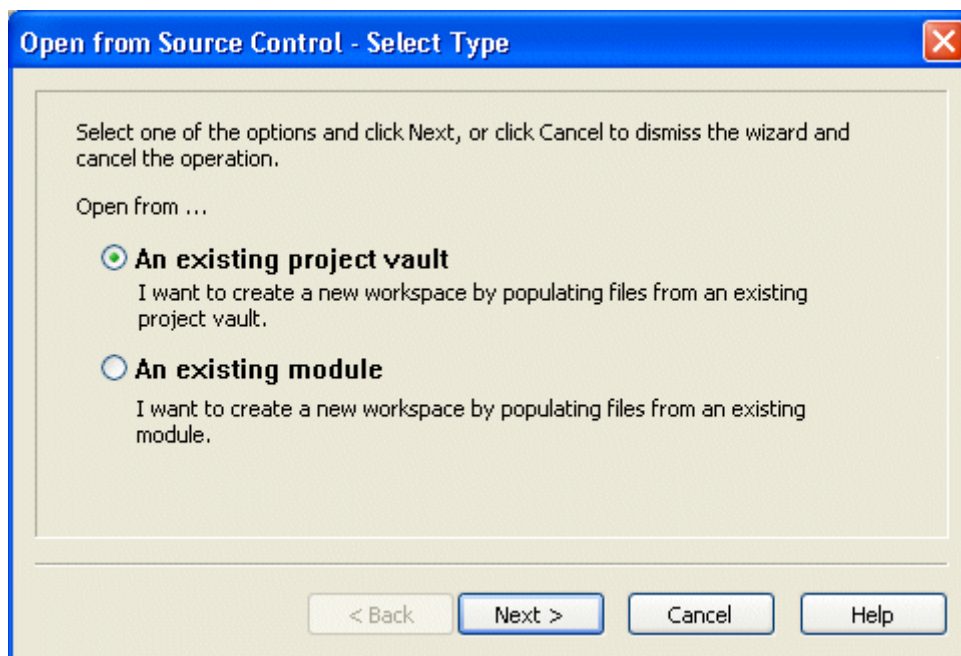 Open from Source Control - Select Type
Select one of the options and click Next, or click Cancel to dismiss the wizard and
cancel the operation.
Open from ...
An existing project vault
I want to create a new workspace by populating files from an existing
project vault.
An existing module
I want to create a new workspace by populating files from an existing
module.
< Back Next > Cancel Help